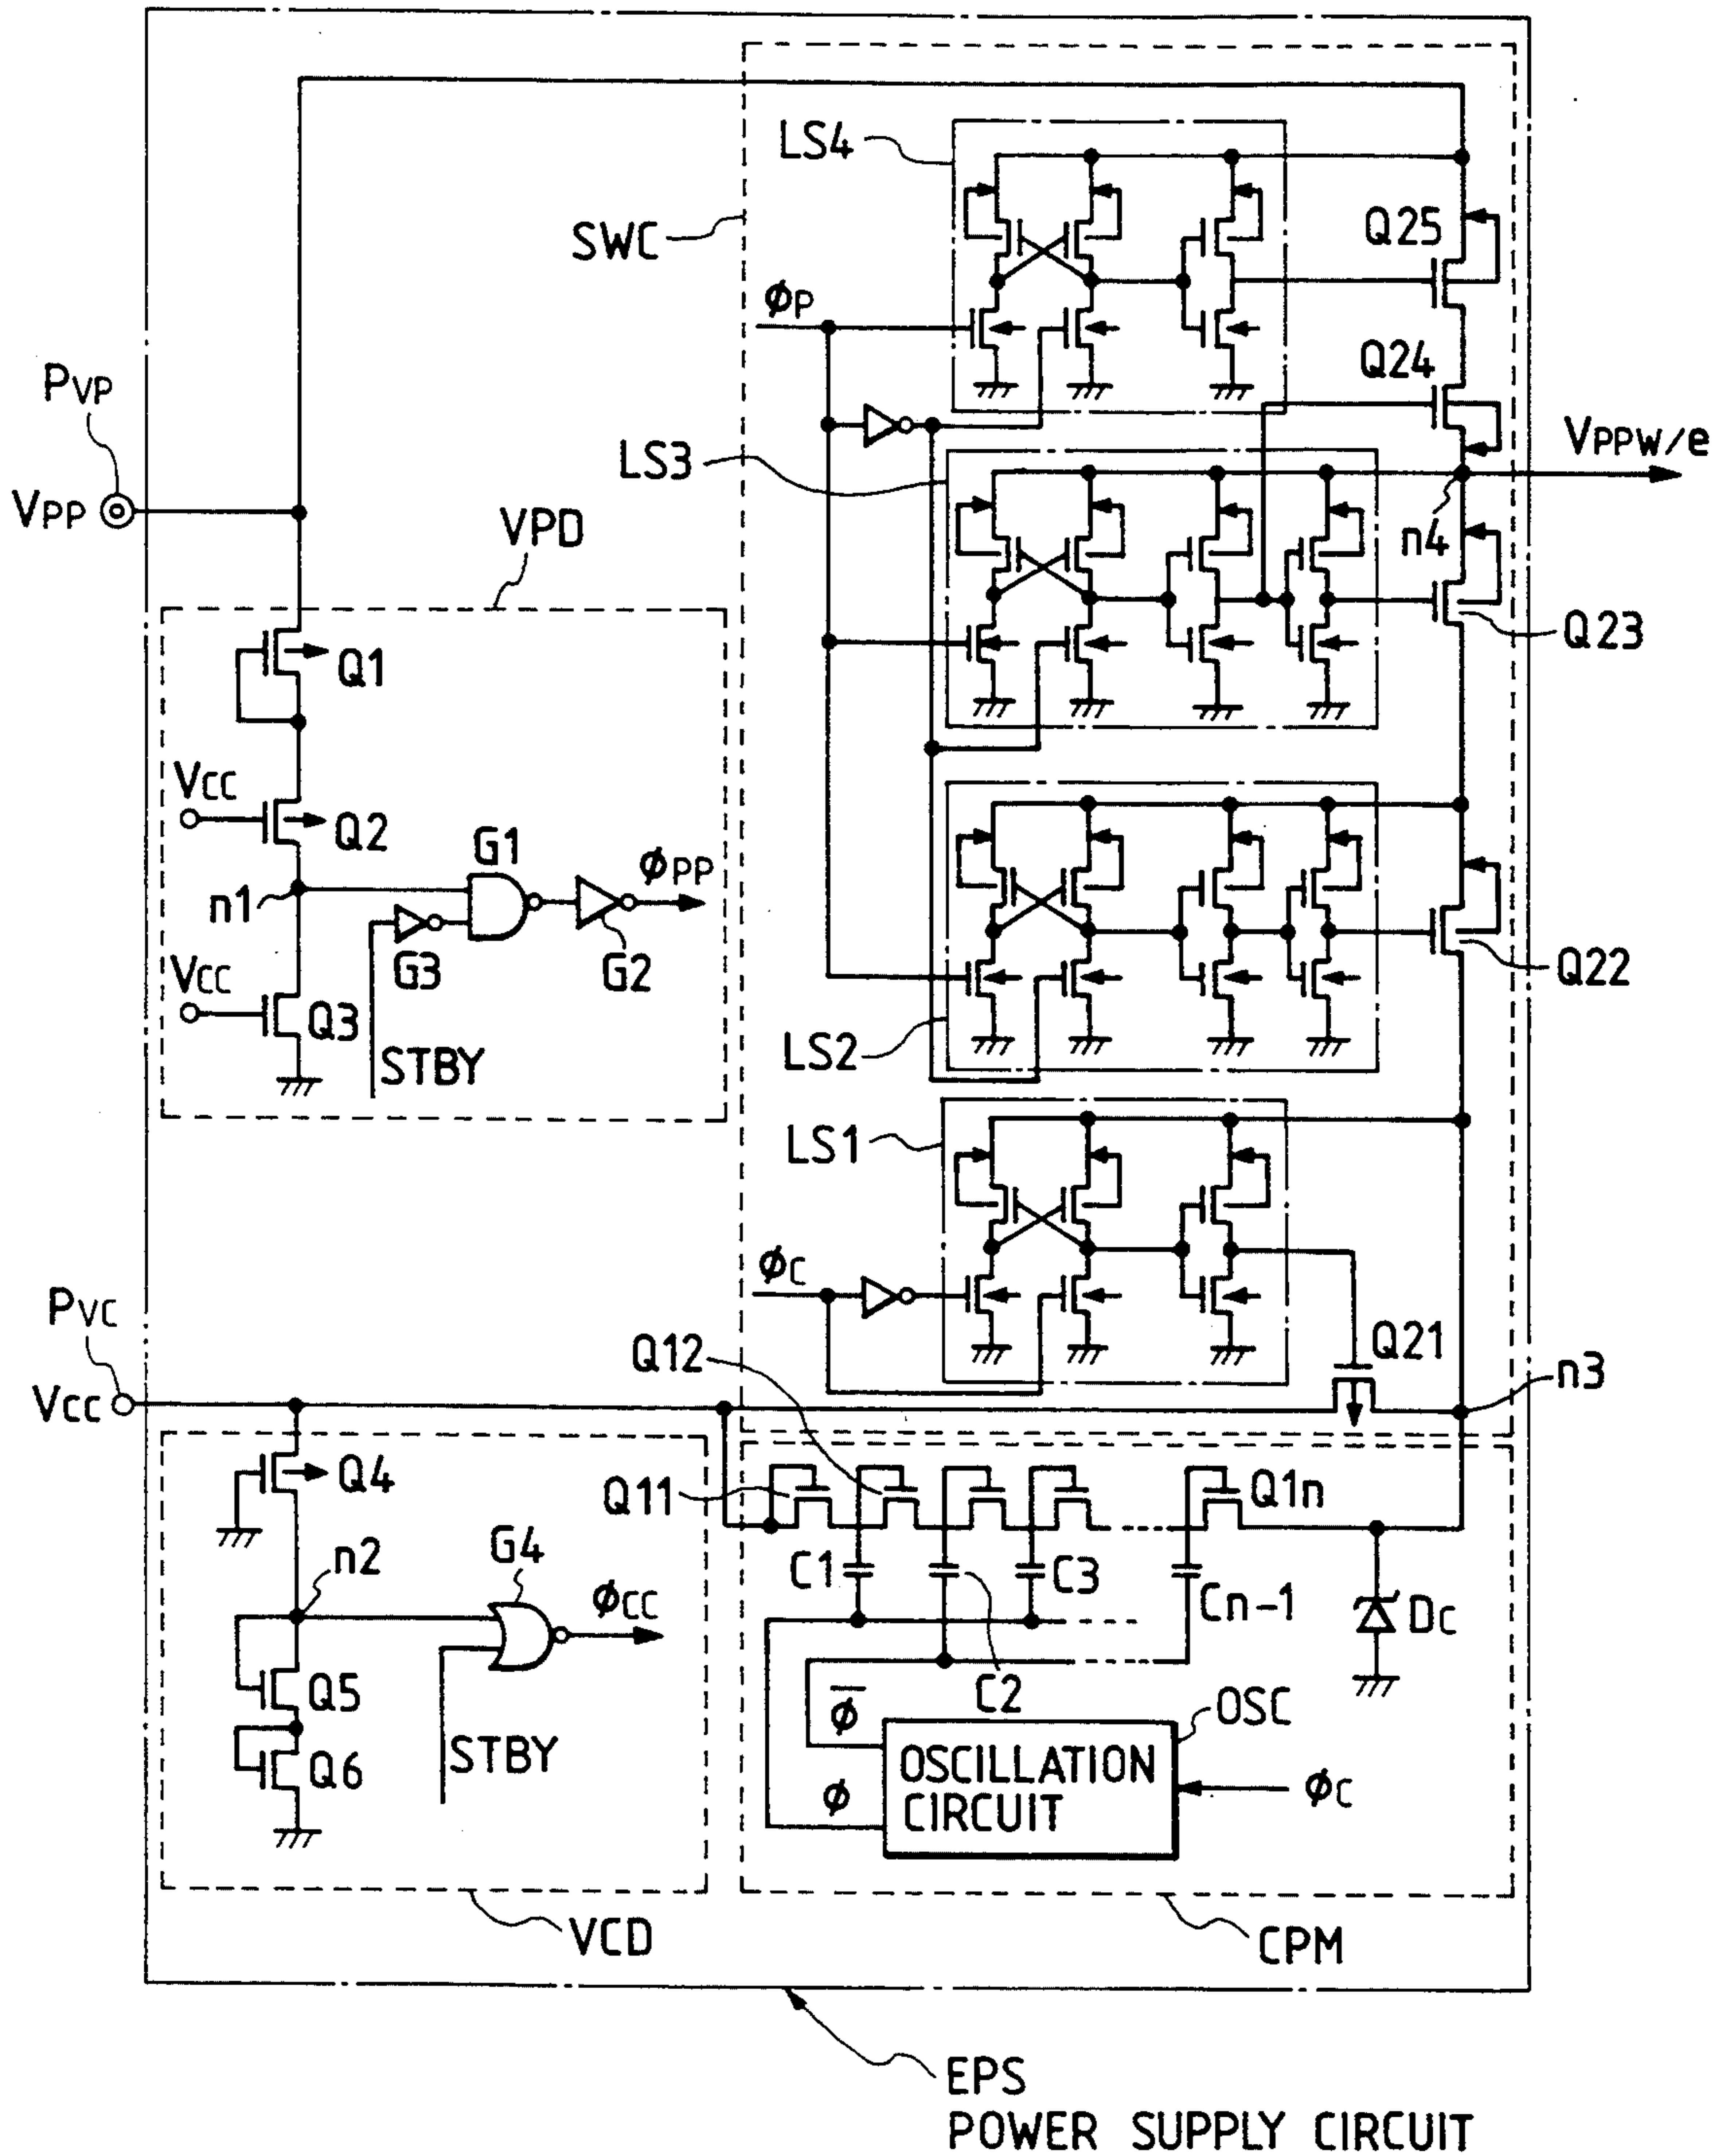 LS4
SWC
Q25
ϕP
Q24
PVP
VPPW/e
LS3
VPP
VPD
n4
Q1
Q23
VCC
Q2
G1
ϕPP
n1
G3
G2
VCC
Q3
Q22
STBY
LS2
LS1
ϕC
PVC
Q12
Q21
n3
VCC
Q4
Q11
Q1n
n2
G4
C1
C3
ϕCC
Cn-1
DC
Q5
C2
ϕ̅
OSC
STBY
Q6
OSCILLATION
CIRCUIT
ϕ
ϕC
VCD
CPM
EPS
POWER SUPPLY CIRCUIT